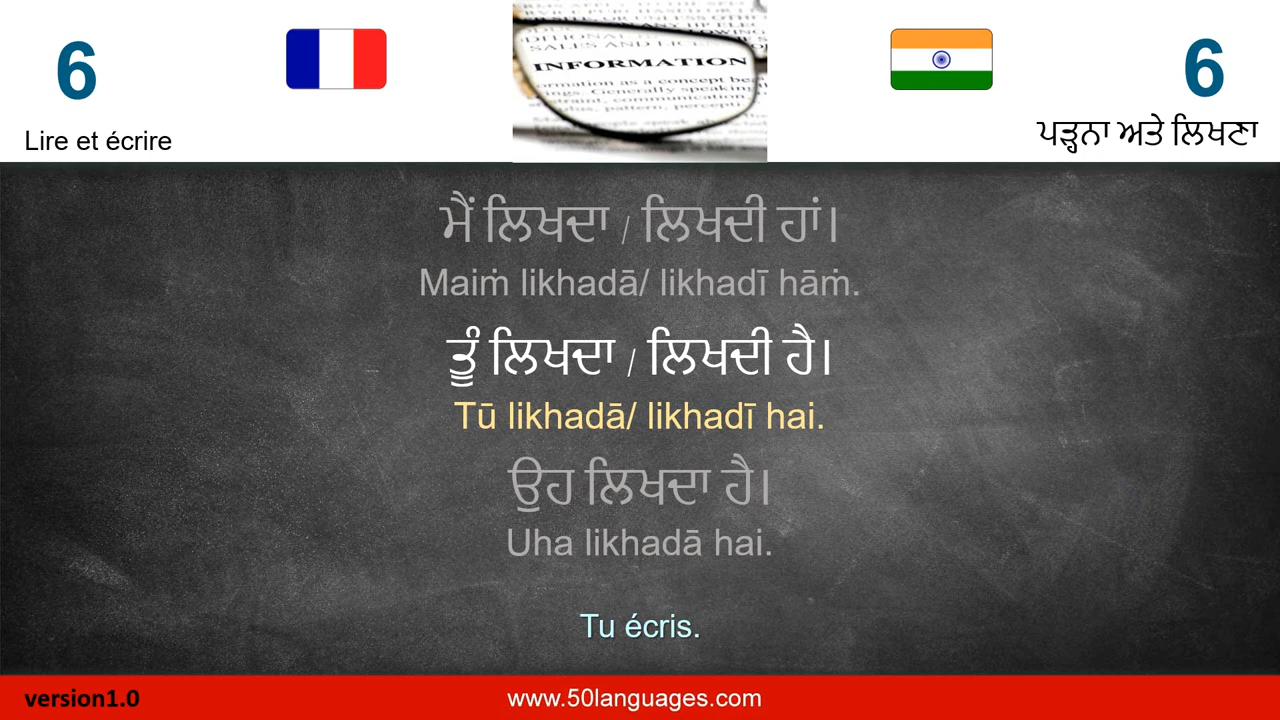 6
6
Lire et écrire
ਪੜ੍ਹਨਾ ਅਤੇ ਲਿਖਣਾ
INFORMATION
ਮੈਂ ਲਿਖਦਾ / ਲਿਖਦੀ ਹਾਂ।
Maiṁ likhadā/ likhadī hāṁ.
ਤੂੰ ਲਿਖਦਾ / ਲਿਖਦੀ ਹੈ।
Tū likhadā/ likhadī hai.
ਉਹ ਲਿਖਦਾ ਹੈ।
Uha likhadā hai.
Tu écris.
version1.0
www.50languages.com